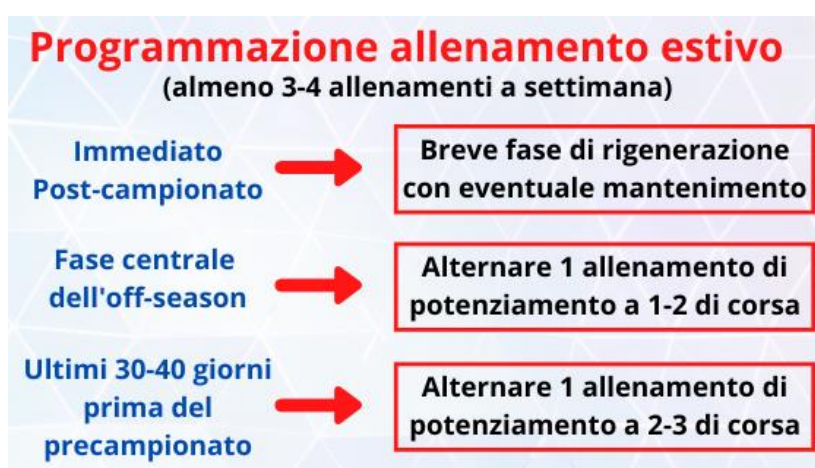 Programmazione allenamento estivo
(almeno 3-4 allenamenti a settimana)
Immediato
Post-campionato
Breve fase di rigenerazione
con eventuale mantenimento
Fase centrale
dell'off-season
Alternare 1 allenamento di
potenziamento a 1-2 di corsa
Ultimi 30-40 giorni
prima del
precampionato
Alternare 1 allenamento di
potenziamento a 2-3 di corsa